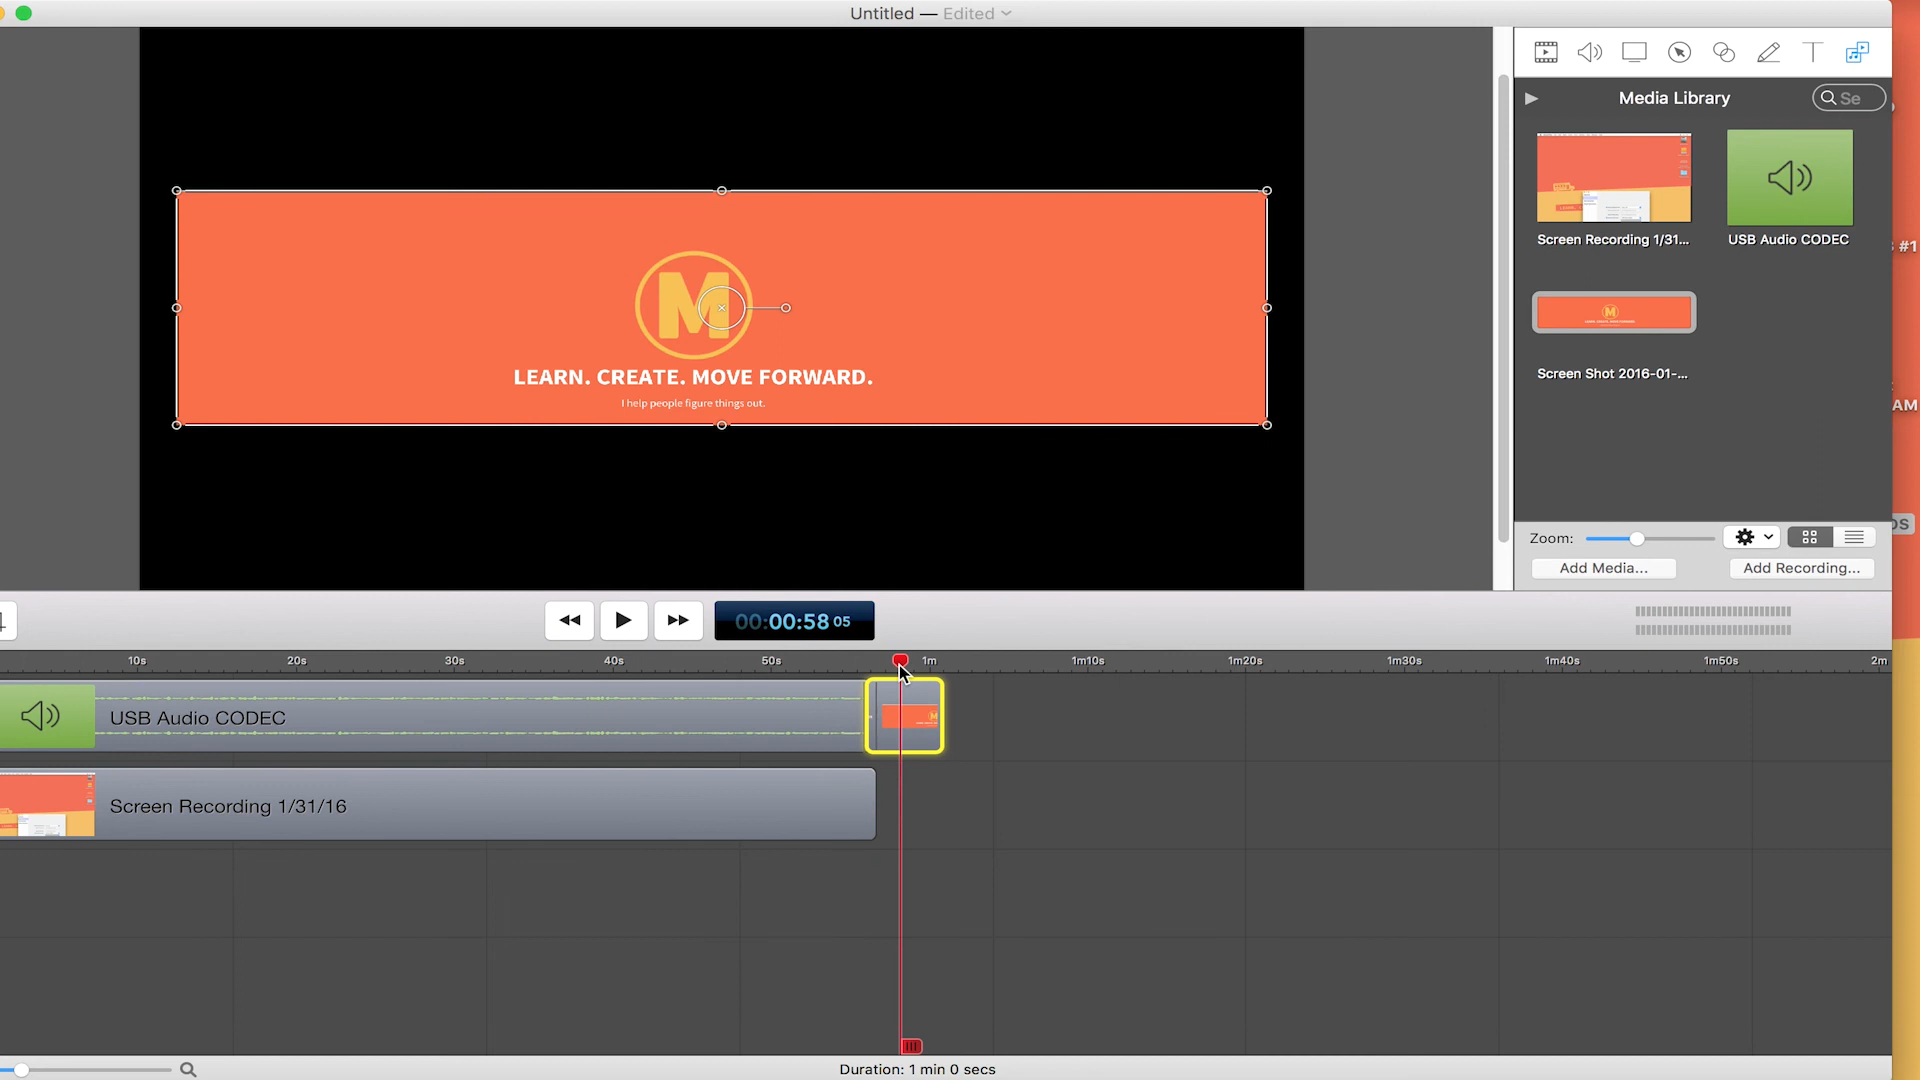 Untitled — Edited
Media Library
Se
Screen Recording 1/31...
USB Audio CODEC
#1
M
LEARN. CREATE. MOVE FORWARD.
I help people figure things out.
Screen Shot 2016-01-...
AM
Zoom:
Add Media...
Add Recording...
00:00:58 05
10s 20s 30s 40s 50s 1m 1m10s 1m20s 1m30s 1m40s 1m50s 2m
USB Audio CODEC
Screen Recording 1/31/16
Duration: 1 min 0 secs